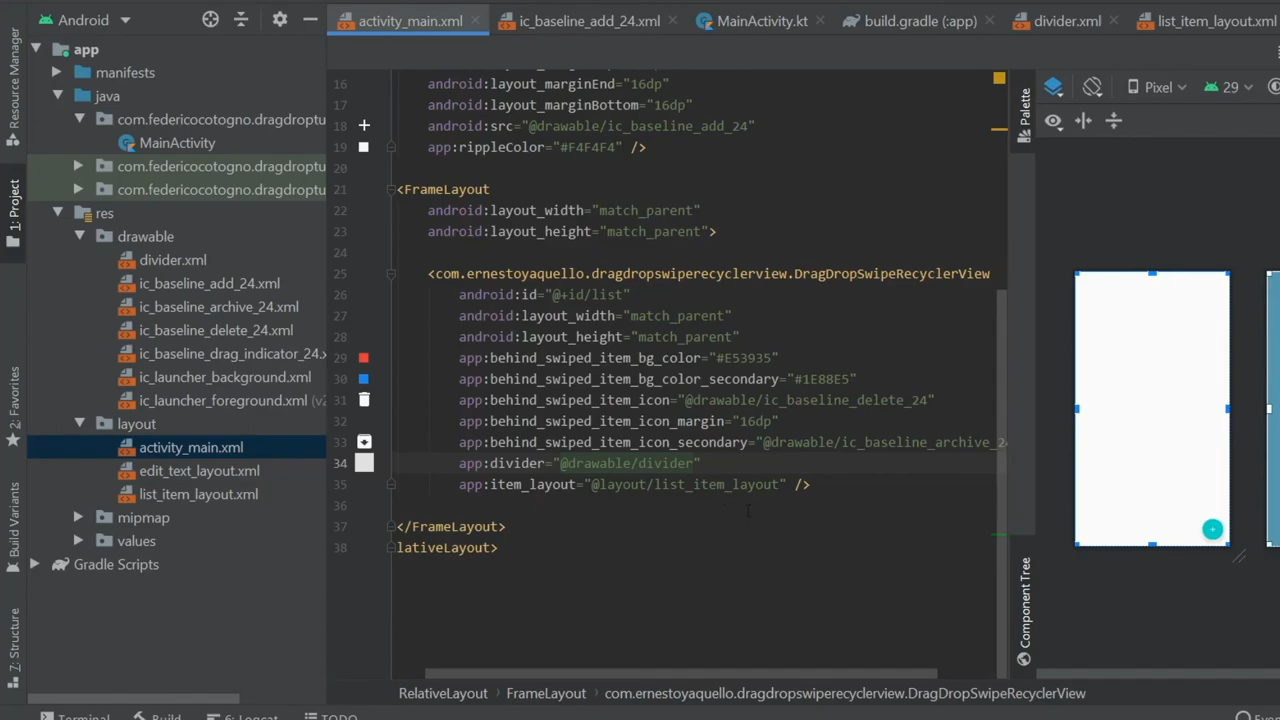 Android
activity_main.xml
ic_baseline_add_24.xml
MainActivity.kt
build.gradle (:app)
divider.xml
list_item_layout.xml
Resource Manager
1: Project
2: Favorites
Build Variants
7: Structure
app
manifests
java
com.federicocotogno.dragdroptu
MainActivity
com.federicocotogno.dragdroptu
com.federicocotogno.dragdroptu
res
drawable
divider.xml
ic_baseline_add_24.xml
ic_baseline_archive_24.xml
ic_baseline_delete_24.xml
ic_baseline_drag_indicator_24.x
ic_launcher_background.xml
ic_launcher_foreground.xml (v2
layout
activity_main.xml
edit_text_layout.xml
list_item_layout.xml
mipmap
values
Gradle Scripts
16 android:layout_marginEnd="16dp"
17 android:layout_marginBottom="16dp"
18 android:src="@drawable/ic_baseline_add_24"
19 app:rippleColor="#F4F4F4" />
20
21 <FrameLayout
22 android:layout_width="match_parent"
23 android:layout_height="match_parent">
24
25 <com.ernestoyaquello.dragdropswiperecyclerview.DragDropSwipeRecyclerView
26 android:id="@+id/list"
27 android:layout_width="match_parent"
28 android:layout_height="match_parent"
29 app:behind_swiped_item_bg_color="#E53935"
30 app:behind_swiped_item_bg_color_secondary="#1E88E5"
31 app:behind_swiped_item_icon="@drawable/ic_baseline_delete_24"
32 app:behind_swiped_item_icon_margin="16dp"
33 app:behind_swiped_item_icon_secondary="@drawable/ic_baseline_archive_2
34 app:divider="@drawable/divider"
35 app:item_layout="@layout/list_item_layout" />
36
37 </FrameLayout>
38 lativeLayout>
Palette
Component Tree
Pixel
29
RelativeLayout › FrameLayout › com.ernestoyaquello.dragdropswiperecyclerview.DragDropSwipeRecyclerView
Terminal
Build
6: Logcat
TODO
Eve